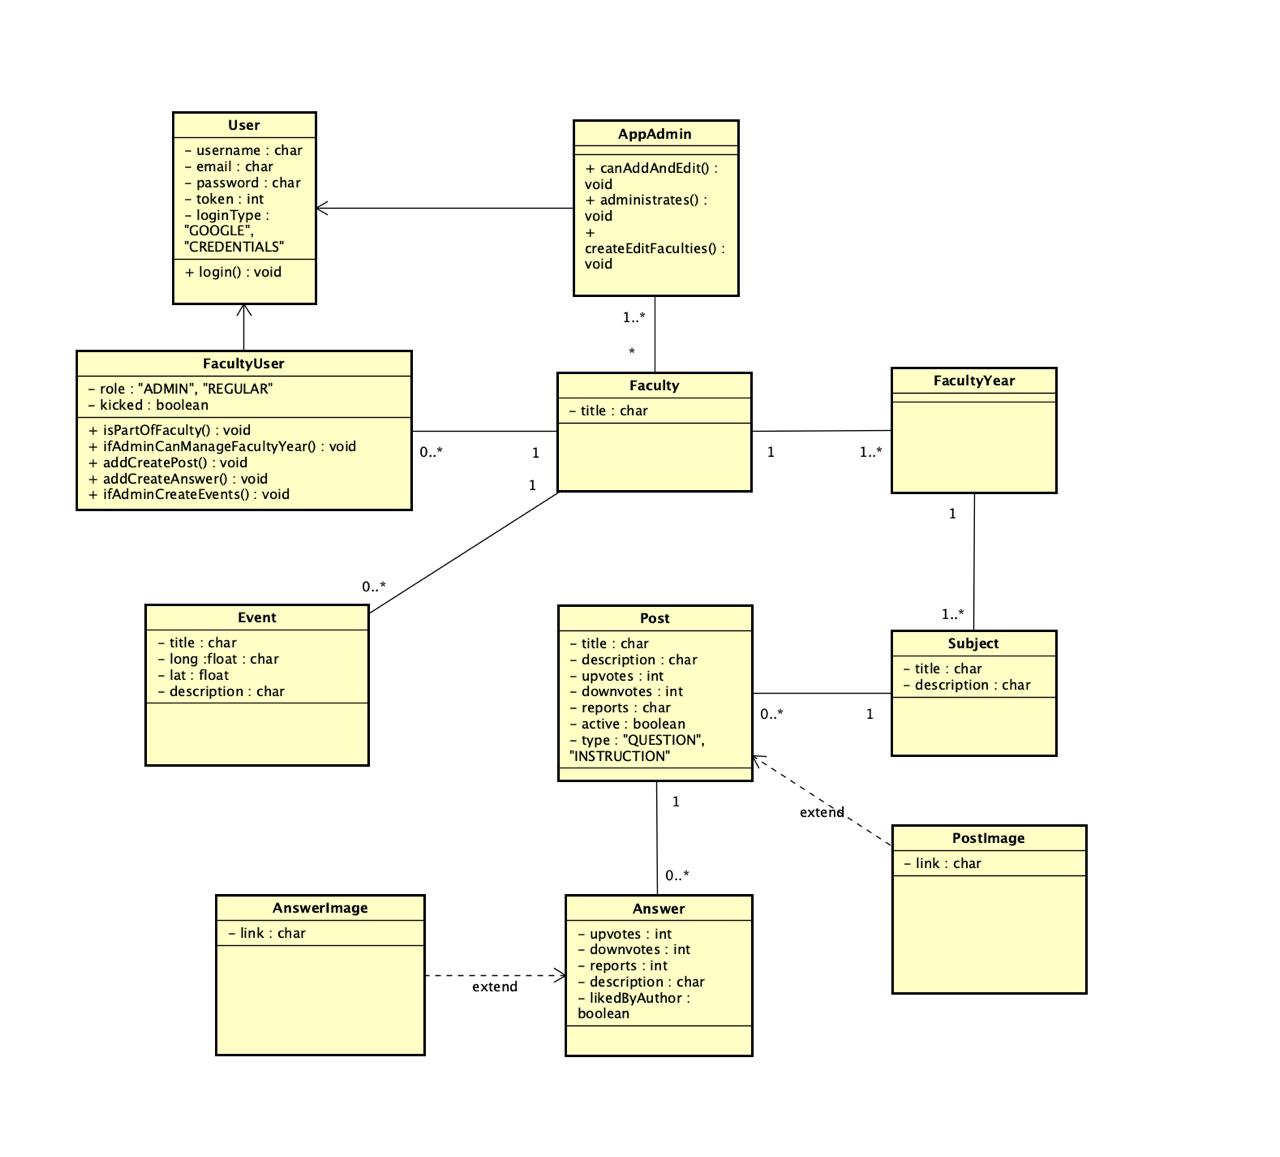 User
- username : char
- email : char
- password : char
- token : int
- loginType :
"GOOGLE",
"CREDENTIALS"
+ login() : void
AppAdmin
+ canAddAndEdit() :
void
+ administrates() :
void
+
createEditFaculties() :
void
1..*
*
FacultyUser
- role : "ADMIN", "REGULAR"
- kicked : boolean
+ isPartOfFaculty() : void
+ ifAdminCanManageFacultyYear() : void
+ addCreatePost() : void
+ addCreateAnswer() : void
+ ifAdminCreateEvents() : void
0..*
1
Faculty
- title : char
1
1..*
FacultyYear
1
0..*
1
1..*
Event
- title : char
- long :float : char
- lat : float
- description : char
Post
- title : char
- description : char
- upvotes : int
- downvotes : int
- reports : char
- active : boolean
- type : "QUESTION",
"INSTRUCTION"
0..*
1
Subject
- title : char
- description : char
extend
1
0..*
PostImage
- link : char
AnswerImage
- link : char
extend
Answer
- upvotes : int
- downvotes : int
- reports : int
- description : char
- likedByAuthor :
boolean